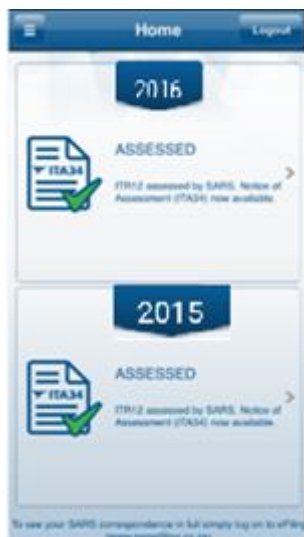 Home
Logout
2016
ASSESSED
ITA34
ITR12 assessed by SARS. Notice of
Assessment (ITA34) now available.
2015
ASSESSED
ITA34
ITR12 assessed by SARS. Notice of
Assessment (ITA34) now available.
To see your SARS correspondence in full simply log on to eFiling